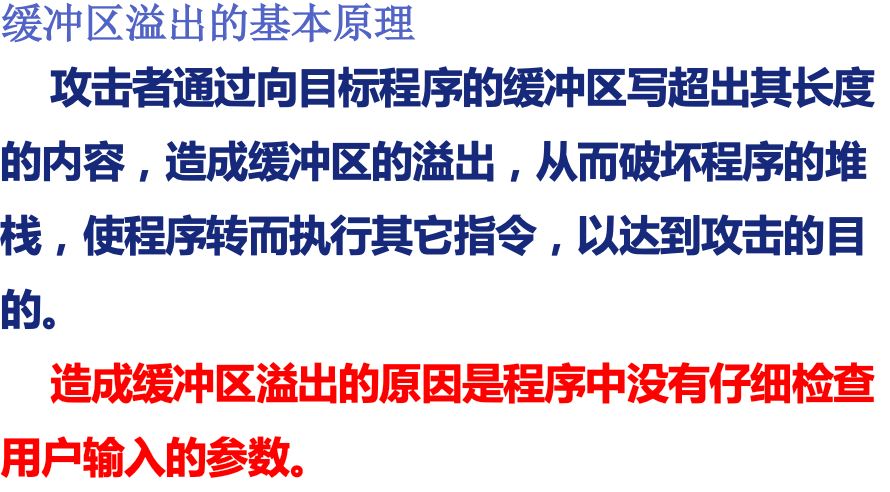 缓冲区溢出的基本原理
攻击者通过向目标程序的缓冲区写超出其长度
的内容，造成缓冲区的溢出，从而破坏程序的堆
栈，使程序转而执行其它指令，以达到攻击的目
的。
造成缓冲区溢出的原因是程序中没有仔细检查
用户输入的参数。